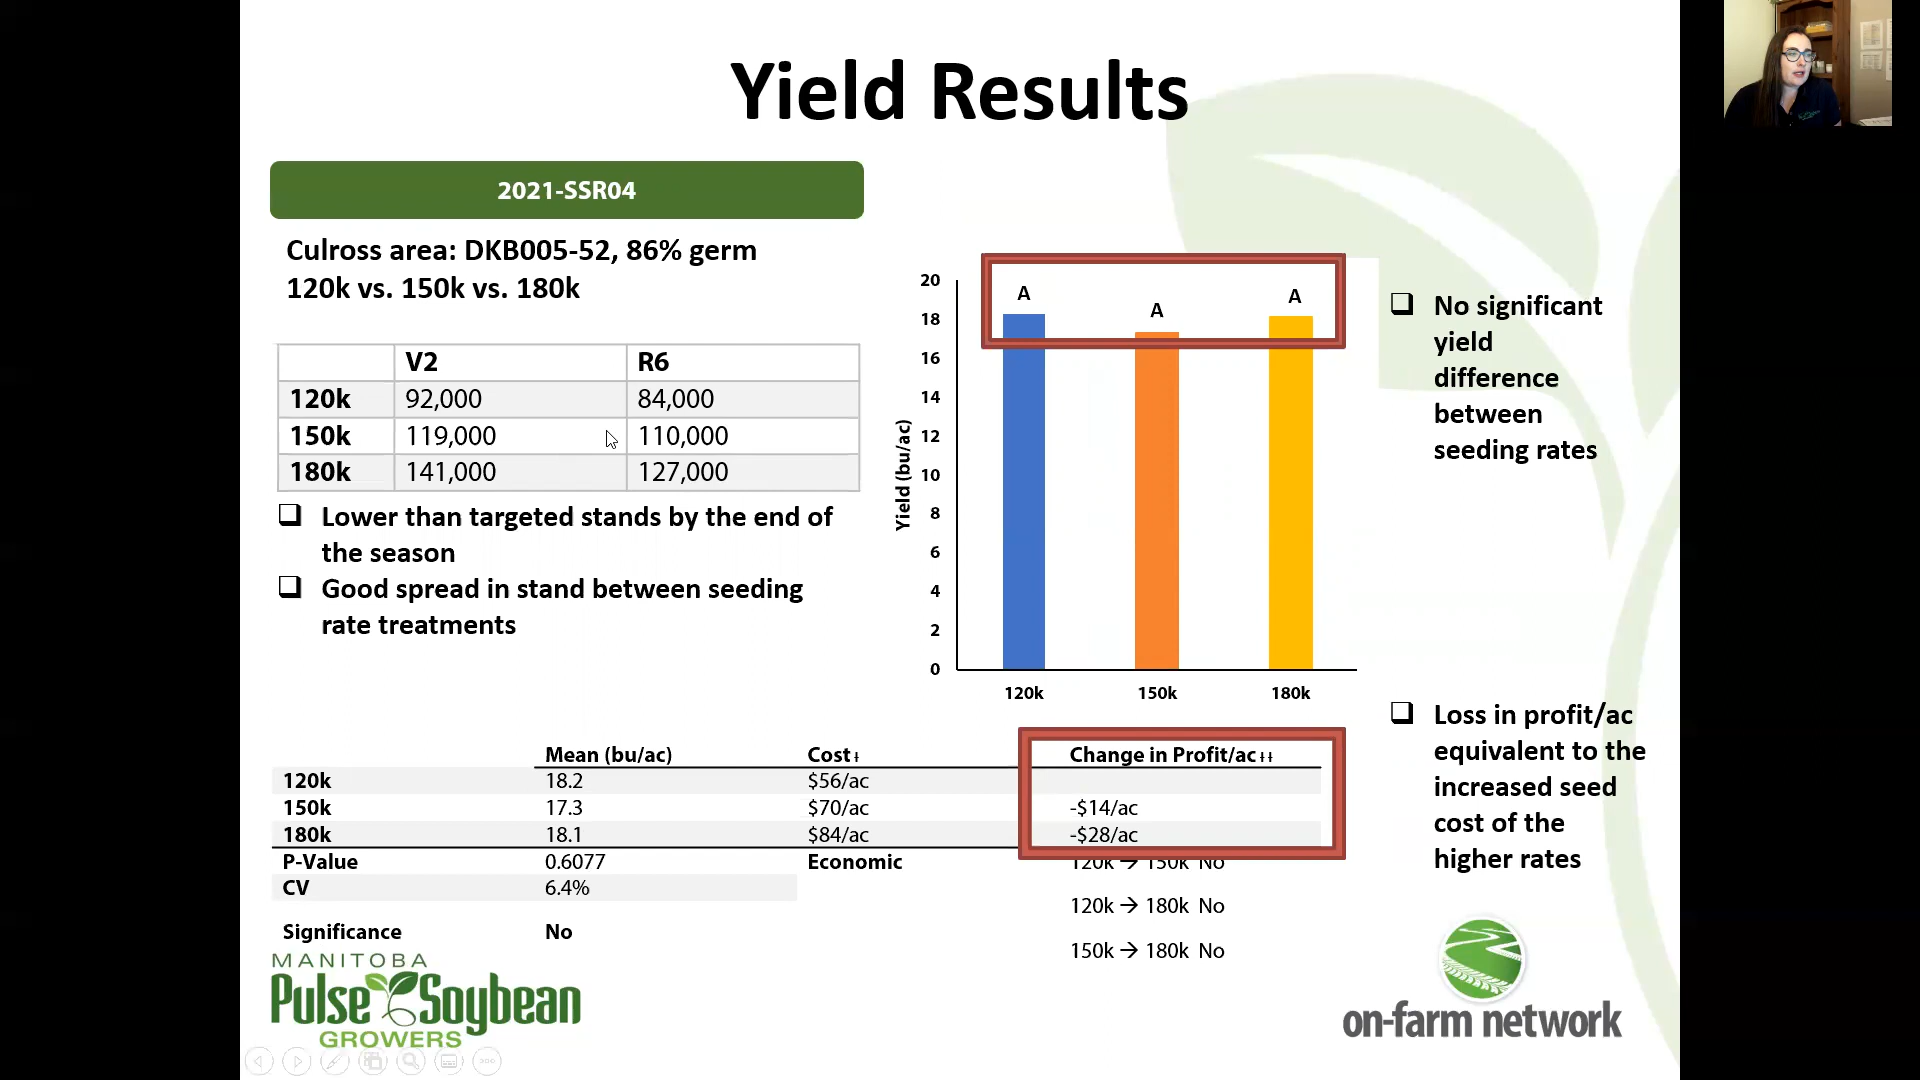 Yield Results
2021-SSR04
Culross area: DKB005-52, 86% germ
120k vs. 150k vs. 180k
V2 R6
120k 92,000 84,000
150k 119,000 110,000
180k 141,000 127,000
❑ Lower than targeted stands by the end of
the season
❑ Good spread in stand between seeding
rate treatments
Yield (bu/ac)
20
18
16
14
12
10
8
6
4
2
0
A A A
120k 150k 180k
❑ No significant
yield
difference
between
seeding rates
❑ Loss in profit/ac
equivalent to the
increased seed
cost of the
higher rates
Mean (bu/ac) Cost ƚ Change in Profit/ac ƚ ƚ
120k 18.2 $56/ac
150k 17.3 $70/ac -$14/ac
180k 18.1 $84/ac -$28/ac
P-Value 0.6077 Economic 120k → 150k No
CV 6.4%
120k → 180k No
Significance No
150k → 180k No
MANITOBA
Pulse Soybean
GROWERS
on-farm network